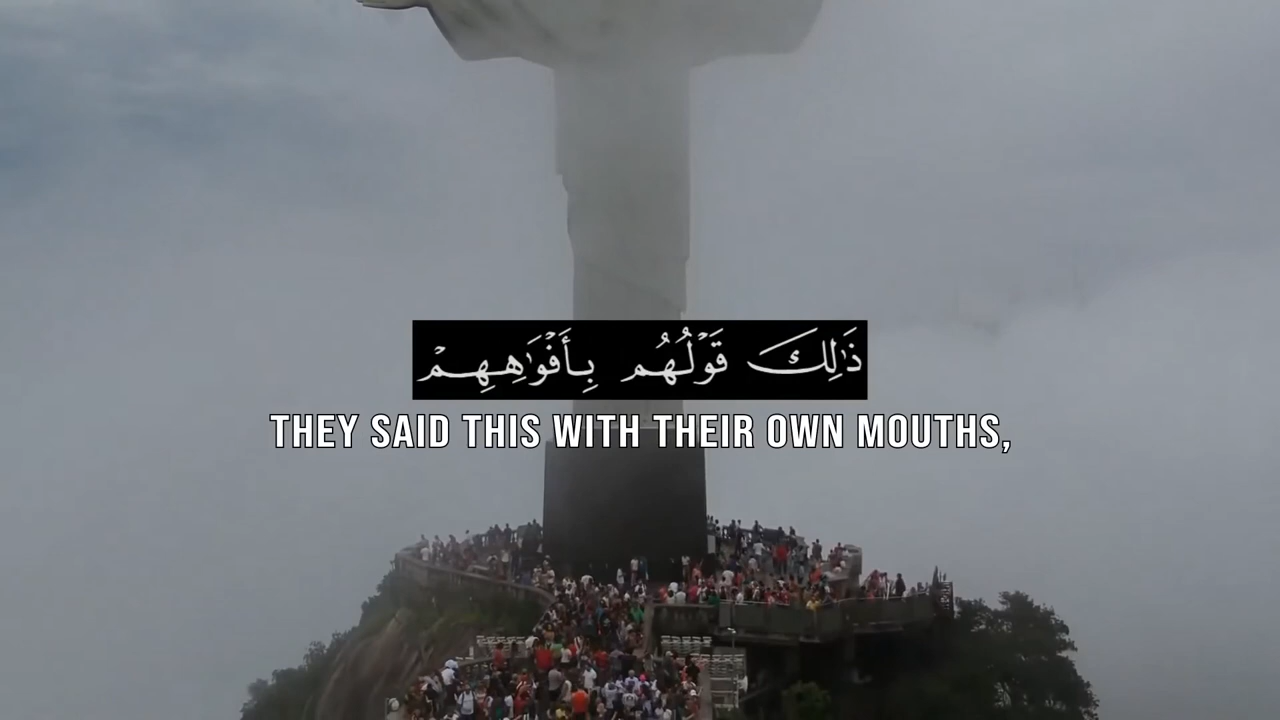 ذَٰلِكَ قَوْلُهُم بِأَفْوَٰهِهِمْ
THEY SAID THIS WITH THEIR OWN MOUTHS,